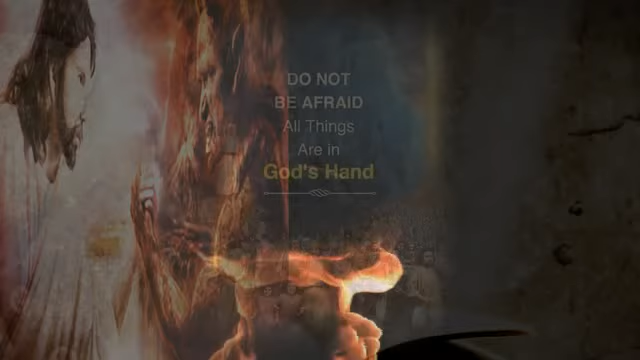 DO NOT
BE AFRAID
All Things
Are in
God's Hand